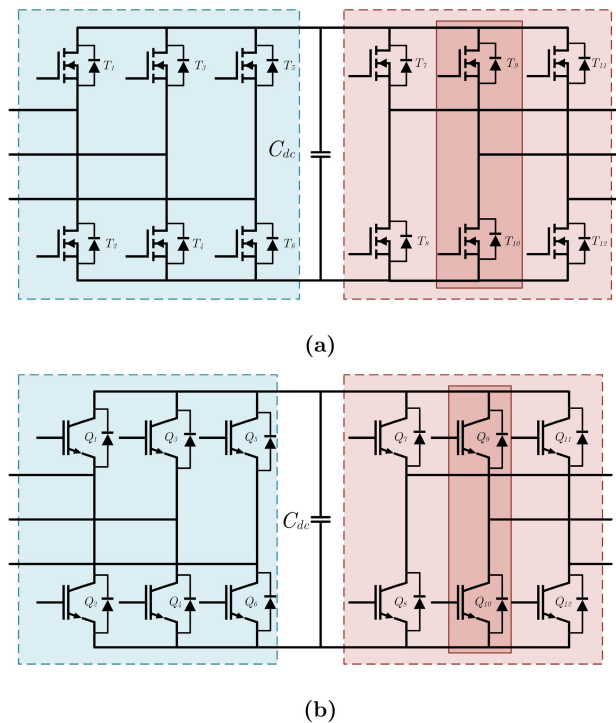 T1 T3 T5 T7 T9 T11
Cdc
T2 T4 T6 T8 T10 T12
(a)
Q1 Q3 Q5 Q7 Q9 Q11
Cdc
Q2 Q4 Q6 Q8 Q10 Q12
(b)